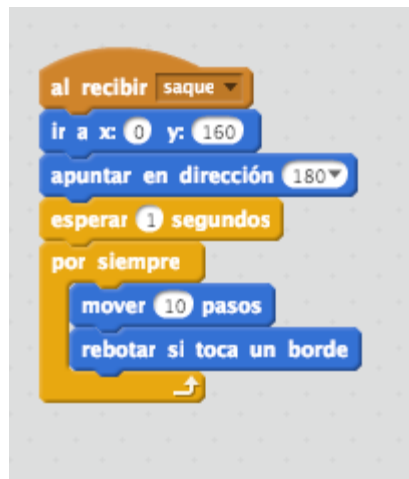 al recibir saque
ir a x: 0 y: 160
apuntar en dirección 180
esperar 1 segundos
por siempre
mover 10 pasos
rebotar si toca un borde